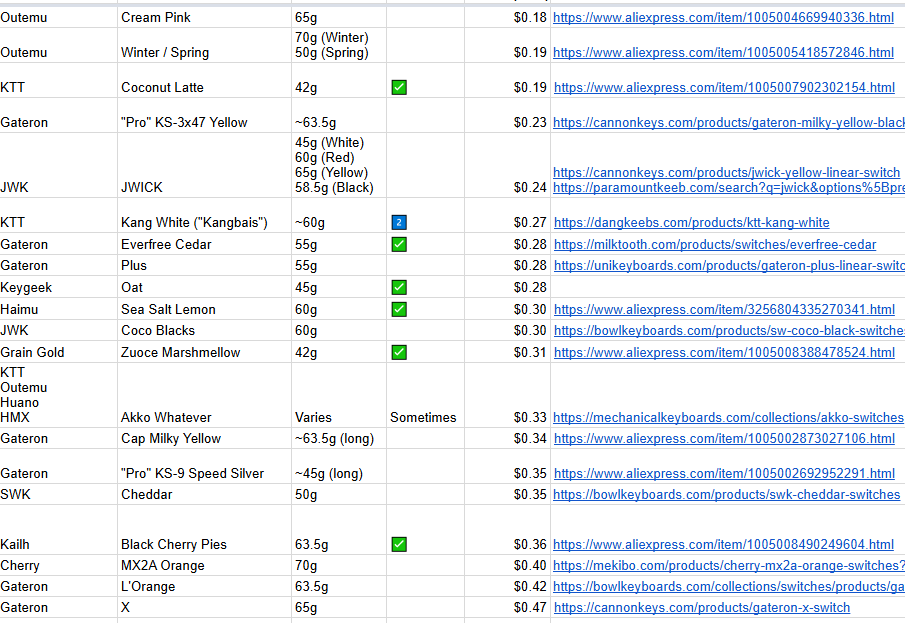 Outemu Cream Pink 65g $0.18 https://www.aliexpress.com/item/1005004669940336.html
70g (Winter)
Outemu Winter / Spring 50g (Spring) $0.19 https://www.aliexpress.com/item/1005005418572846.html
KTT Coconut Latte 42g ✅ $0.19 https://www.aliexpress.com/item/1005007902302154.html
Gateron "Pro" KS-3x47 Yellow ~63.5g $0.23 https://cannonkeys.com/products/gateron-milky-yellow-black
45g (White)
60g (Red)
65g (Yellow) https://cannonkeys.com/products/jwick-yellow-linear-switch
JWK JWICK 58.5g (Black) $0.24 https://paramountkeeb.com/search?q=jwick&options%5Bpre
KTT Kang White ("Kangbais") ~60g 2 $0.27 https://dangkeebs.com/products/ktt-kang-white
Gateron Everfree Cedar 55g ✅ $0.28 https://milktooth.com/products/switches/everfree-cedar
Gateron Plus 55g $0.28 https://unikeyboards.com/products/gateron-plus-linear-switc
Keygeek Oat 45g ✅ $0.28
Haimu Sea Salt Lemon 60g ✅ $0.30 https://www.aliexpress.com/item/3256804335270341.html
JWK Coco Blacks 60g $0.30 https://bowlkeyboards.com/products/sw-coco-black-switches
Grain Gold Zuoce Marshmellow 42g ✅ $0.31 https://www.aliexpress.com/item/1005008388478524.html
KTT
Outemu
Huano
HMX Akko Whatever Varies Sometimes $0.33 https://mechanicalkeyboards.com/collections/akko-switches
Gateron Cap Milky Yellow ~63.5g (long) $0.34 https://www.aliexpress.com/item/1005002873027106.html
Gateron "Pro" KS-9 Speed Silver ~45g (long) $0.35 https://www.aliexpress.com/item/1005002692952291.html
SWK Cheddar 50g $0.35 https://bowlkeyboards.com/products/swk-cheddar-switches
Kailh Black Cherry Pies 63.5g ✅ $0.36 https://www.aliexpress.com/item/1005008490249604.html
Cherry MX2A Orange 70g $0.40 https://mekibo.com/products/cherry-mx2a-orange-switches?
Gateron L'Orange 63.5g $0.42 https://bowlkeyboards.com/collections/switches/products/ga
Gateron X 65g $0.47 https://cannonkeys.com/products/gateron-x-switch